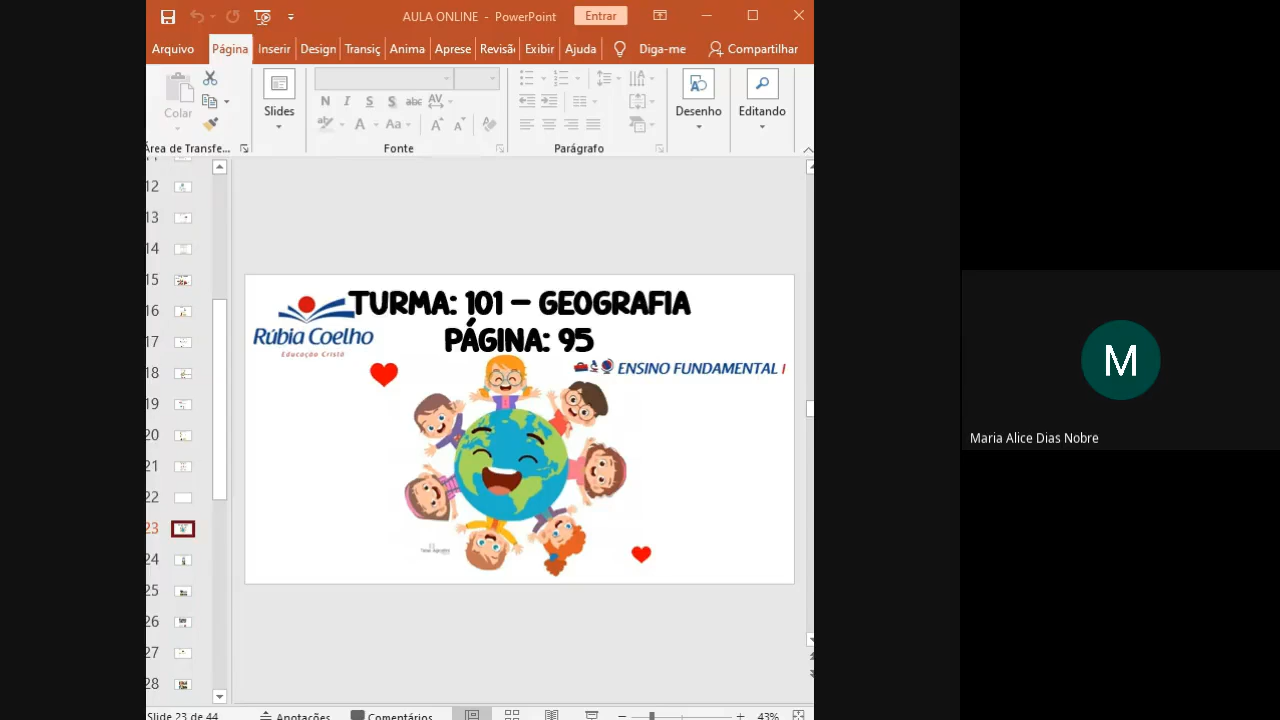 AULA ONLINE - PowerPoint
Entrar
Arquivo
Página
Inserir
Design
Transiç
Anima
Aprese
Revisã
Exibir
Ajuda
Diga-me
Compartilhar
Colar
Slides
N I S S abc AV
A Aa A A
Desenho
Editando
Área de Transfe...
Fonte
Parágrafo
12
13
14
15
16
17
18
19
20
21
22
23
24
25
26
27
28
TURMA: 101 – GEOGRAFIA
PÁGINA: 95
Rúbia Coelho
Educação Cristã
ENSINO FUNDAMENTAL I
M
Maria Alice Dias Nobre
Slide 23 de 44
Anotações
Comentários
43%